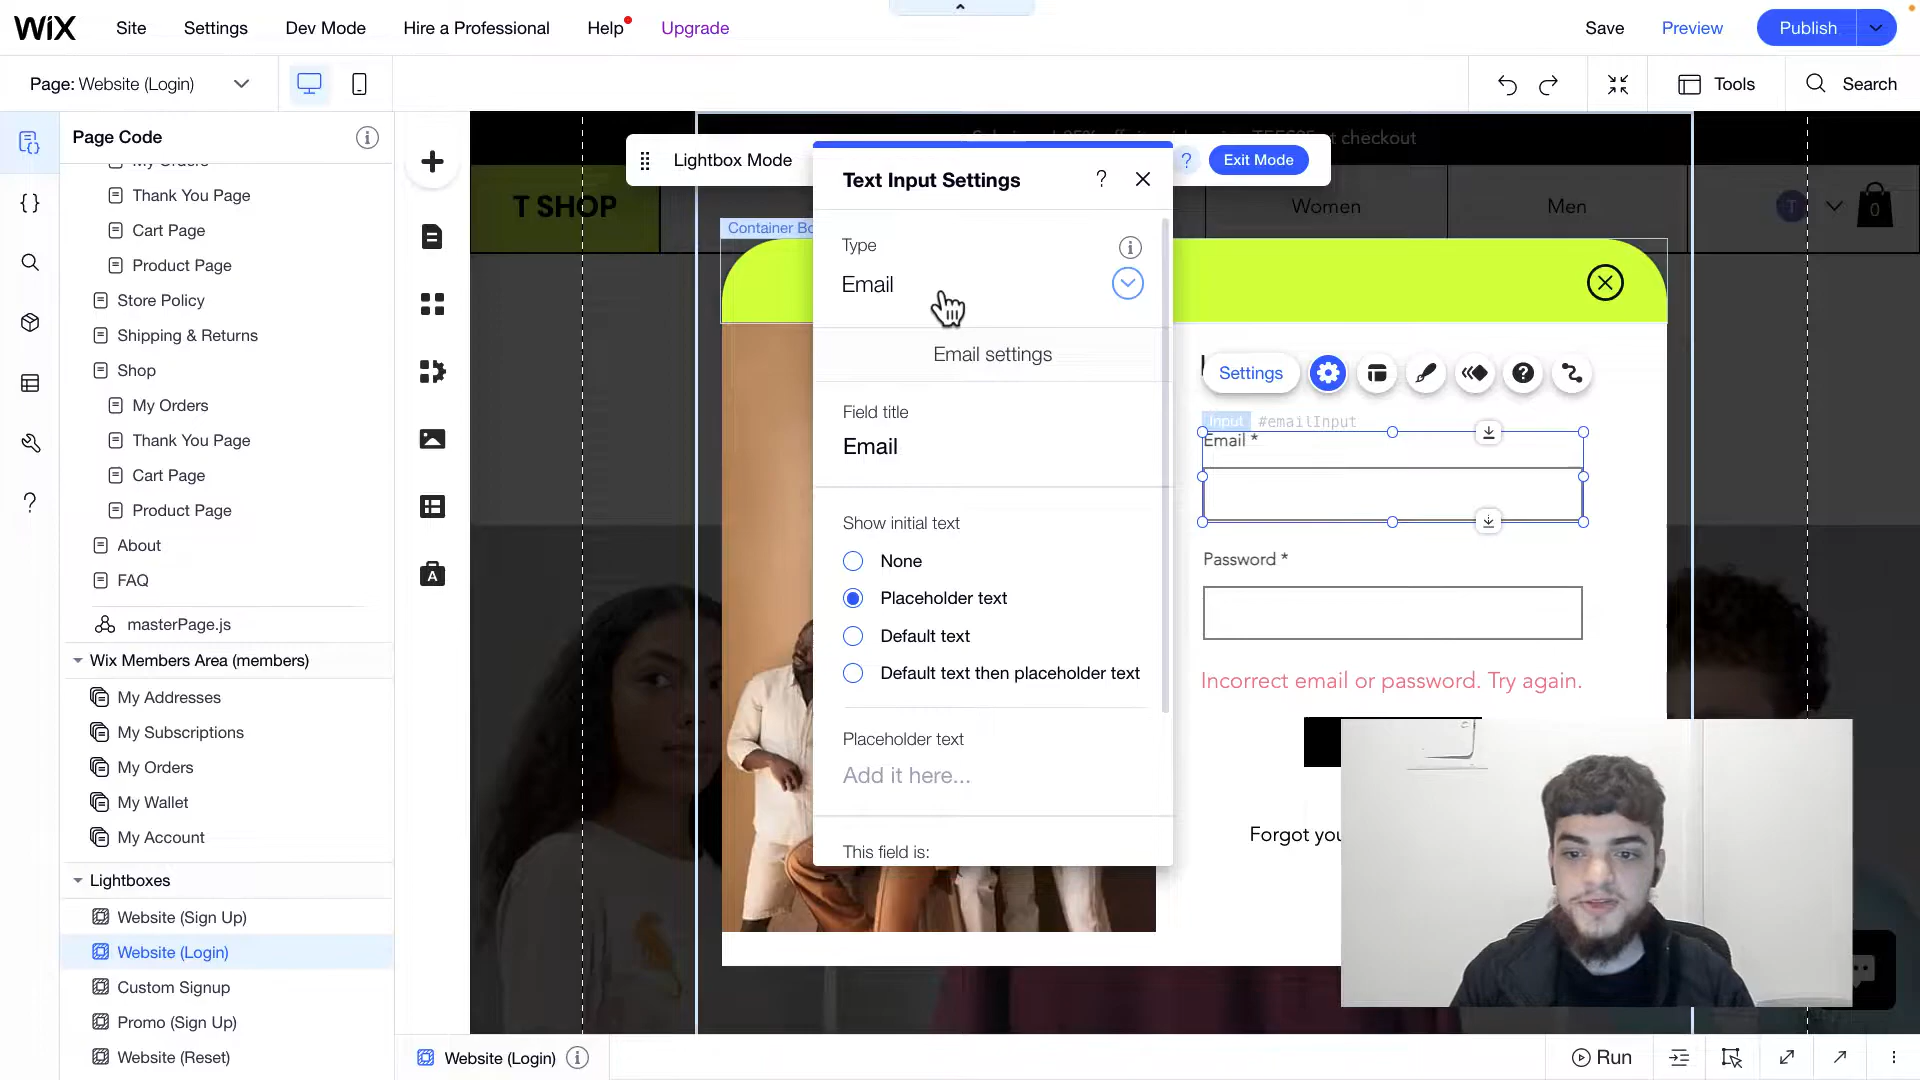 WiX
Site
Settings
Dev Mode
Hire a Professional
Help
Upgrade
Save
Preview
Publish
Page: Website (Login)
Tools
Search
Page Code
My Orders
Thank You Page
Cart Page
Product Page
Store Policy
Shipping & Returns
Shop
My Orders
Thank You Page
Cart Page
Product Page
About
FAQ
masterPage.js
Wix Members Area (members)
My Addresses
My Subscriptions
My Orders
My Wallet
My Account
Lightboxes
Website (Sign Up)
Website (Login)
Custom Signup
Promo (Sign Up)
Website (Reset)
checkout
Lightbox Mode
?
Exit Mode
T SHOP
Women
Men
T
0
Container Bo
Text Input Settings
?
Type
Email
Email settings
Field title
Email
Show initial text
None
Placeholder text
Default text
Default text then placeholder text
Placeholder text
Add it here...
This field is:
Settings
Input #emailInput
Email *
Password *
Incorrect email or password. Try again.
Forgot you
Website (Login)
Run